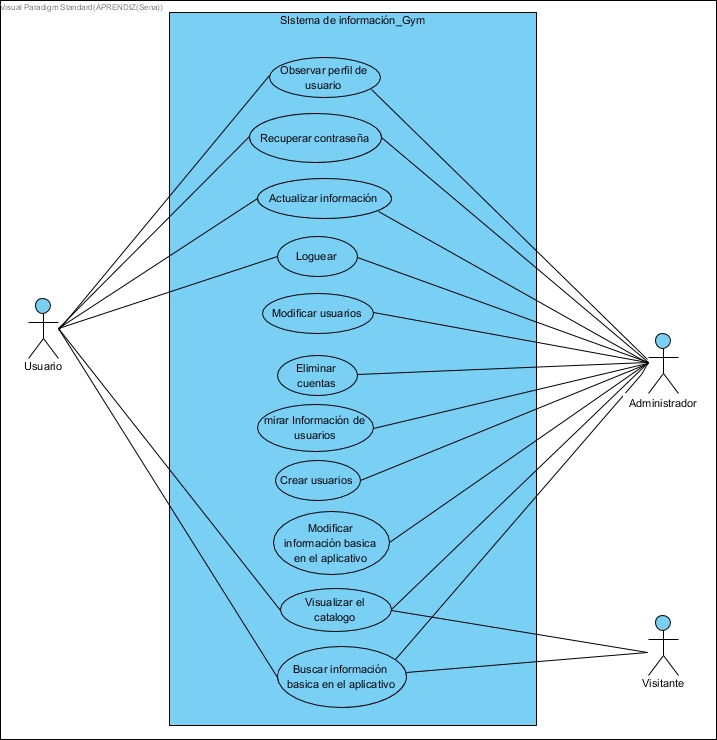 Visual Paradigm Standard(APRENDIZ(Sena))
SIstema de información_Gym
Observar perfil de
usuario
Recuperar contraseña
Actualizar información
Loguear
Modificar usuarios
Eliminar
cuentas
mirar Información de
usuarios
Crear usuarios
Modificar
información basica
en el aplicativo
Visualizar el
catalogo
Buscar información
basica en el aplicativo
Usuario
Administrador
Visitante